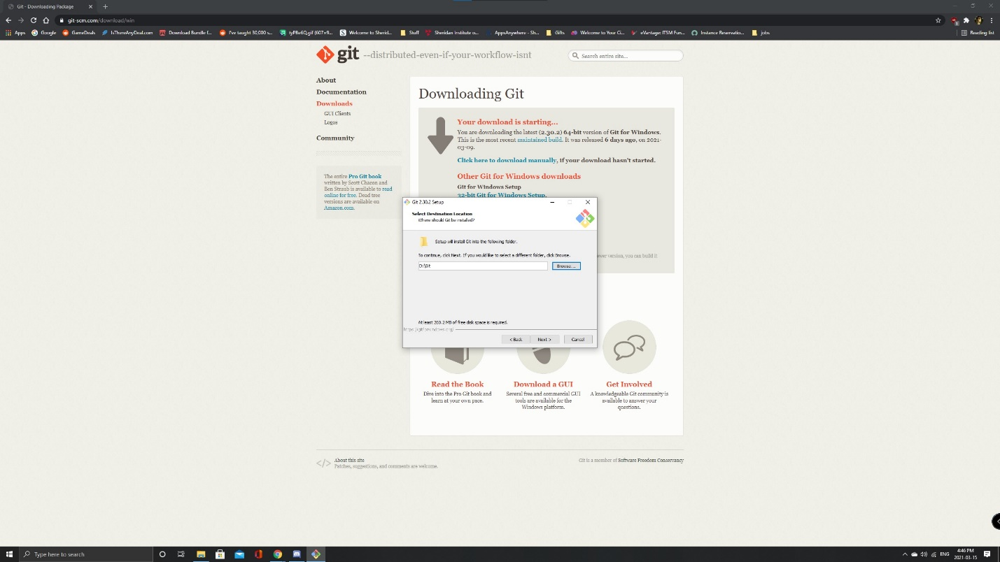 Git - Downloading Package
git-scm.com/download/win
Apps Google GameDeals IsThereAnyDeal.com Download Bundle f... I've taught 30,000 s... tyPBe6Q.gif (607×9... Welcome to Sherid... Stuff Sheridan Institute o... AppsAnywhere - Sh... Gifts Welcome to Your Ci... eVantage: ITSM Fun... Instance Reservatio... jobs Reading list
git --distributed-even-if-your-workflow-isnt
Search entire site...
About
Documentation
Downloads
GUI Clients
Logos
Community
The entire Pro Git book
written by Scott Chacon and
Ben Straub is available to read
online for free. Dead tree
versions are available on
Amazon.com.
Downloading Git
Your download is starting...
You are downloading the latest (2.30.2) 64-bit version of Git for Windows.
This is the most recent maintained build. It was released 6 days ago, on 2021-
03-09.
Click here to download manually, if your download hasn't started.
Other Git for Windows downloads
Git for Windows Setup
32-bit Git for Windows Setup.
ewer version, you can build it
Git 2.30.2 Setup
Select Destination Location
Where should Git be installed?
Setup will install Git into the following folder.
To continue, click Next. If you would like to select a different folder, click Browse.
D:\Git
Browse...
At least 260.2 MB of free disk space is required.
https://gitforwindows.org/
< Back Next > Cancel
Read the Book
Dive into the Pro Git book and
learn at your own pace.
Download a GUI
Several free and commercial GUI
tools are available for the
Windows platform.
Get Involved
A knowledgeable Git community is
available to answer your
questions.
About this site
Patches, suggestions, and comments are welcome.
Git is a member of Software Freedom Conservancy
Type here to search
ENG
4:46 PM
2021-03-15